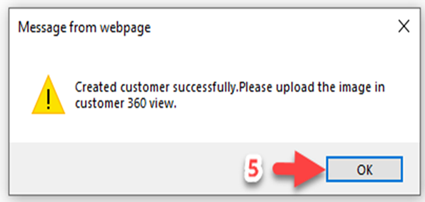 Message from webpage
Created customer successfully.Please upload the image in
customer 360 view.
5
OK